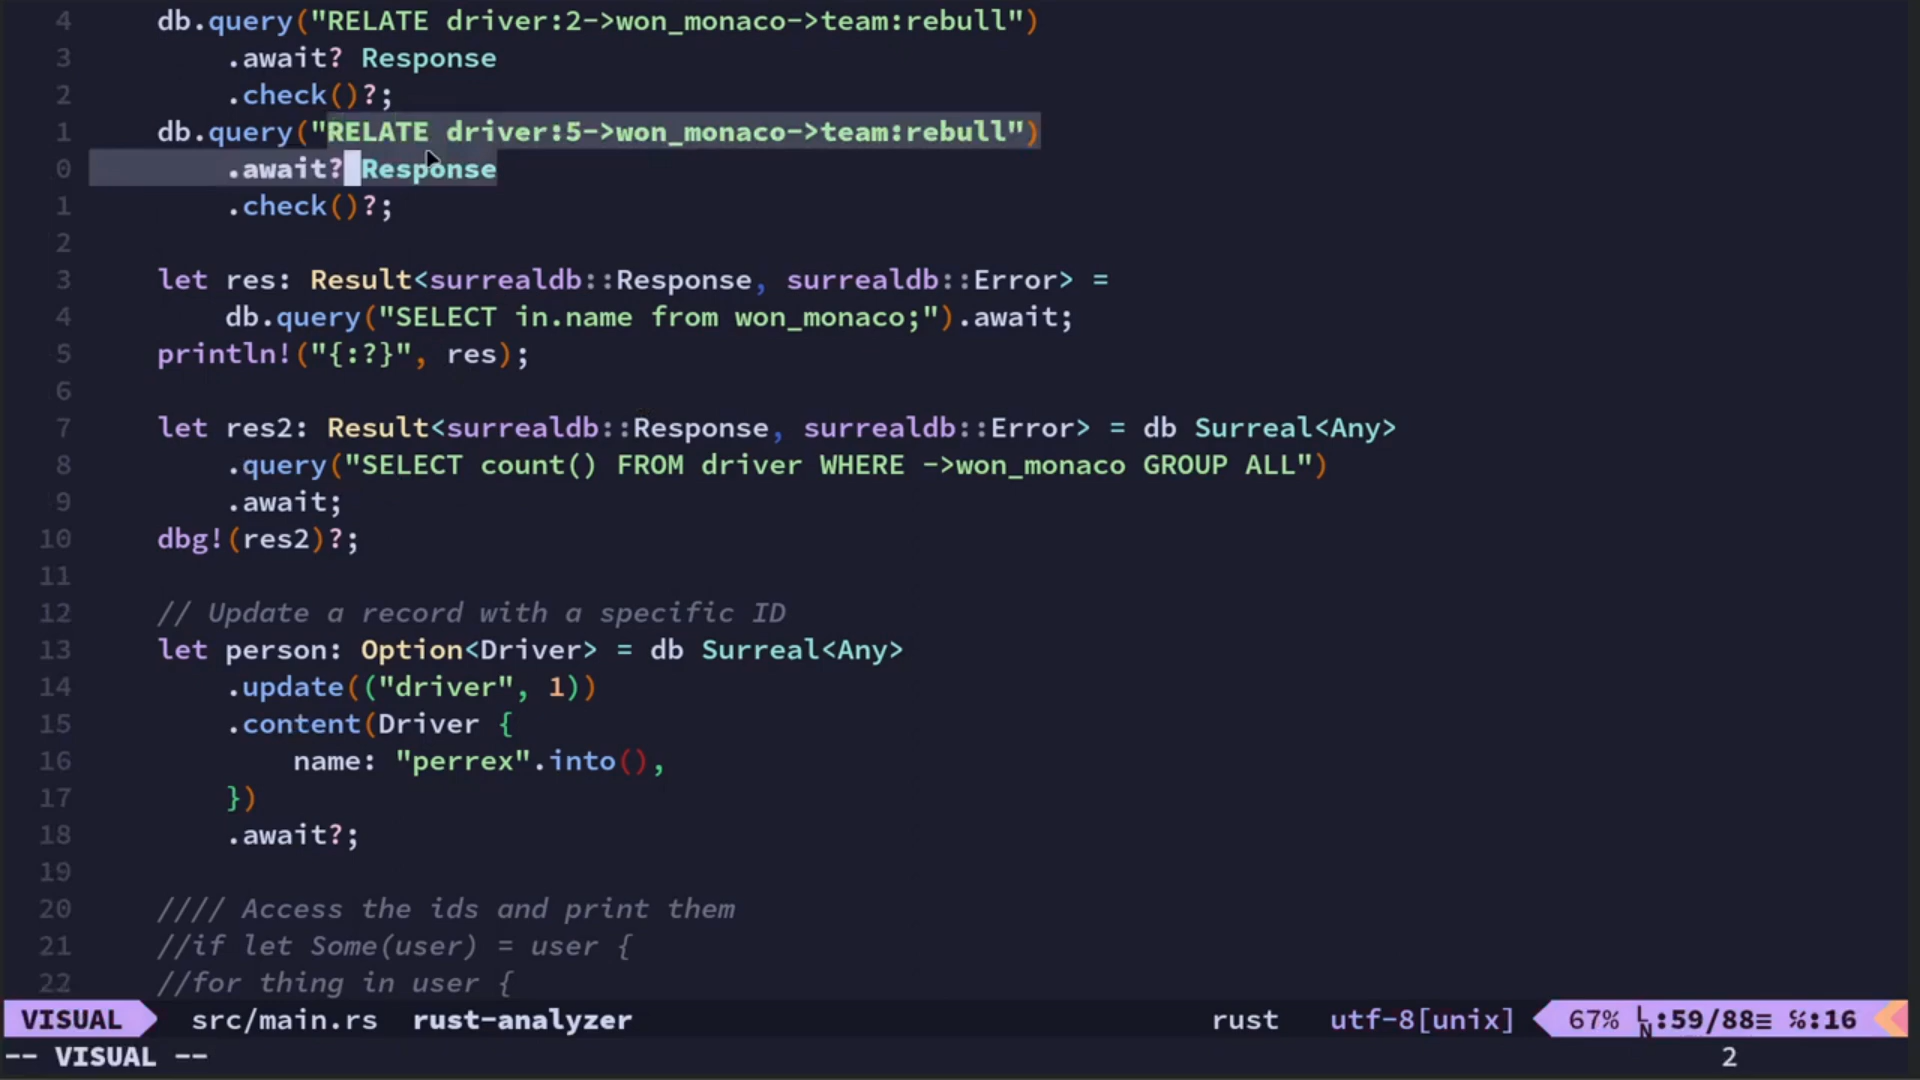 4 db.query("RELATE driver:2->won_monaco->team:rebull")
3 .await? Response
2 .check()?;
1 db.query("RELATE driver:5->won_monaco->team:rebull")
0 .await? Response
1 .check()?;
2
3 let res: Result<surrealdb::Response, surrealdb::Error> =
4 db.query("SELECT in.name from won_monaco;").await;
5 println!("{:?}", res);
6
7 let res2: Result<surrealdb::Response, surrealdb::Error> = db Surreal<Any>
8 .query("SELECT count() FROM driver WHERE ->won_monaco GROUP ALL")
9 .await;
10 dbg!(res2)?;
11
12 // Update a record with a specific ID
13 let person: Option<Driver> = db Surreal<Any>
14 .update(("driver", 1))
15 .content(Driver {
16 name: "perrex".into(),
17 })
18 .await?;
19
20 //// Access the ids and print them
21 //if let Some(user) = user {
22 //for thing in user {
VISUAL src/main.rs rust-analyzer rust utf-8[unix] 67% LN:59/88≡ %:16
-- VISUAL -- 2